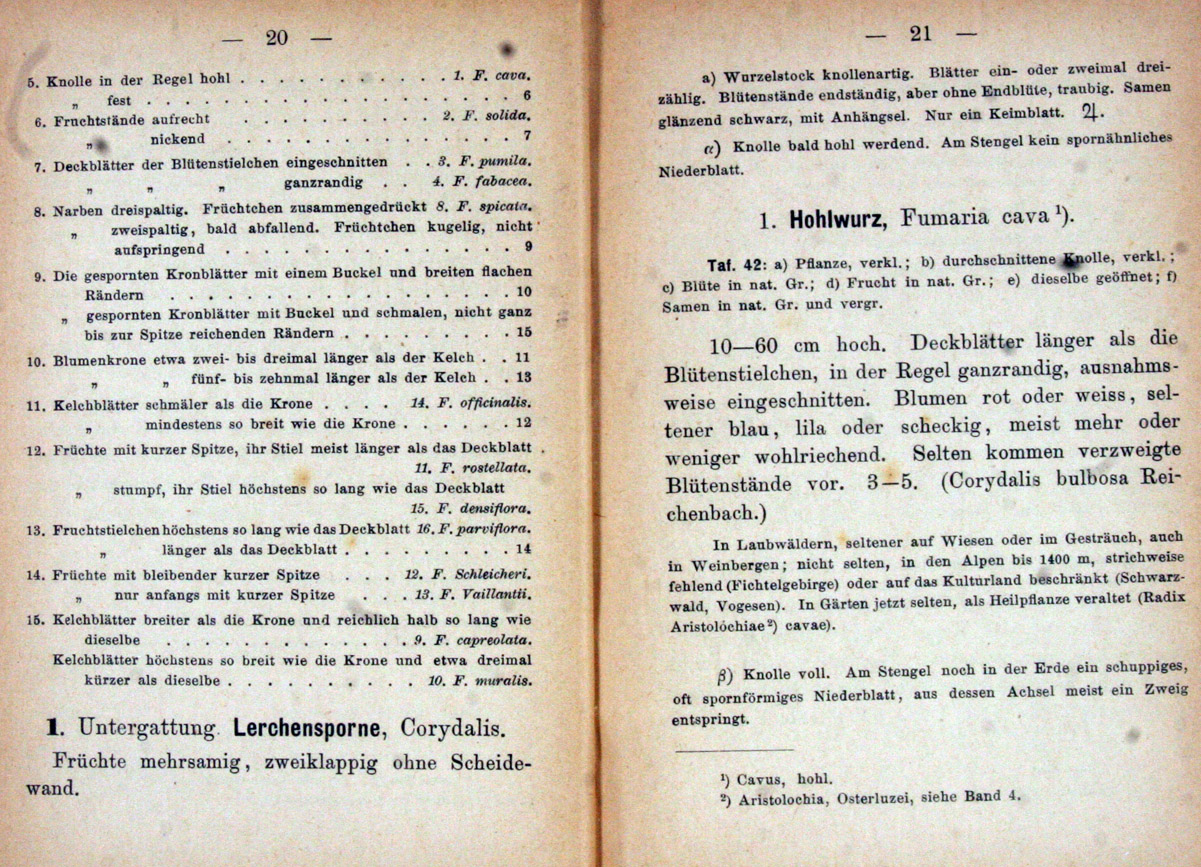 — 20 —
5. Knolle in der Regel hohl . . . . . . . . . . . 1. F. cava.
„ fest . . . . . . . . . . . . . . . . . . . . 6
6. Fruchtstände aufrecht . . . . . . . . . . 2. F. solida.
„ nickend . . . . . . . . . . . . . . . . 7
7. Deckblätter der Blütenstielchen eingeschnitten . . 3. F. pumila.
„ „ „ ganzrandig . . 4. F. fabacea.
8. Narben dreispaltig. Früchtchen zusammengedrückt 8. F. spicata.
„ zweispaltig, bald abfallend. Früchtchen kugelig, nicht
aufspringend . . . . . . . . . . . . . . . . 9
9. Die gespornten Kronblätter mit einem Buckel und breiten flachen
Rändern . . . . . . . . . . . . . . . . . . 10
„ gespornten Kronblätter mit Buckel und schmalen, nicht ganz
bis zur Spitze reichenden Rändern . . . . . . . . . 15
10. Blumenkrone etwa zwei- bis dreimal länger als der Kelch . . 11
„ „ fünf- bis zehnmal länger als der Kelch . . 13
11. Kelchblätter schmäler als die Krone . . . . 14. F. officinalis.
„ mindestens so breit wie die Krone . . . . . . 12
12. Früchte mit kurzer Spitze, ihr Stiel meist länger als das Deckblatt .
11. F. rostellata.
„ stumpf, ihr Stiel höchstens so lang wie das Deckblatt
15. F. densiflora.
13. Fruchtstielchen höchstens so lang wie das Deckblatt 16. F. parviflora.
„ länger als das Deckblatt . . . . . . . . . 14
14. Früchte mit bleibender kurzer Spitze . . . 12. F. Schleicheri.
„ nur anfangs mit kurzer Spitze . . . 13. F. Vaillantii.
15. Kelchblätter breiter als die Krone und reichlich halb so lang wie
dieselbe . . . . . . . . . . . . . 9. F. capreolata.
Kelchblätter höchstens so breit wie die Krone und etwa dreimal
kürzer als dieselbe . . . . . . . . . . 10. F. muralis.
1. Untergattung. Lerchensporne, Corydalis.
Früchte mehrsamig, zweiklappig ohne Scheide-
wand.
— 21 —
a) Wurzelstock knollenartig. Blätter ein- oder zweimal drei-
zählig. Blütenstände endständig, aber ohne Endblüte, traubig. Samen
glänzend schwarz, mit Anhängsel. Nur ein Keimblatt. ♃.
α) Knolle bald hohl werdend. Am Stengel kein spornähnliches
Niederblatt.
1. Hohlwurz, Fumaria cava ¹).
Taf. 42: a) Pflanze, verkl.; b) durchschnittene Knolle, verkl.;
c) Blüte in nat. Gr.; d) Frucht in nat. Gr.; e) dieselbe geöffnet; f)
Samen in nat. Gr. und vergr.
10—60 cm hoch. Deckblätter länger als die
Blütenstielchen, in der Regel ganzrandig, ausnahms-
weise eingeschnitten. Blumen rot oder weiss, sel-
tener blau, lila oder scheckig, meist mehr oder
weniger wohlriechend. Selten kommen verzweigte
Blütenstände vor. 3—5. (Corydalis bulbosa Rei-
chenbach.)
In Laubwäldern, seltener auf Wiesen oder im Gesträuch, auch
in Weinbergen; nicht selten, in den Alpen bis 1400 m, strichweise
fehlend (Fichtelgebirge) oder auf das Kulturland beschränkt (Schwarz-
wald, Vogesen). In Gärten jetzt selten, als Heilpflanze veraltet (Radix
Aristolóchiae ²) cavae).
β) Knolle voll. Am Stengel noch in der Erde ein schuppiges,
oft spornförmiges Niederblatt, aus dessen Achsel meist ein Zweig
entspringt.
¹) Cavus, hohl.
²) Aristolochia, Osterluzei, siehe Band 4.